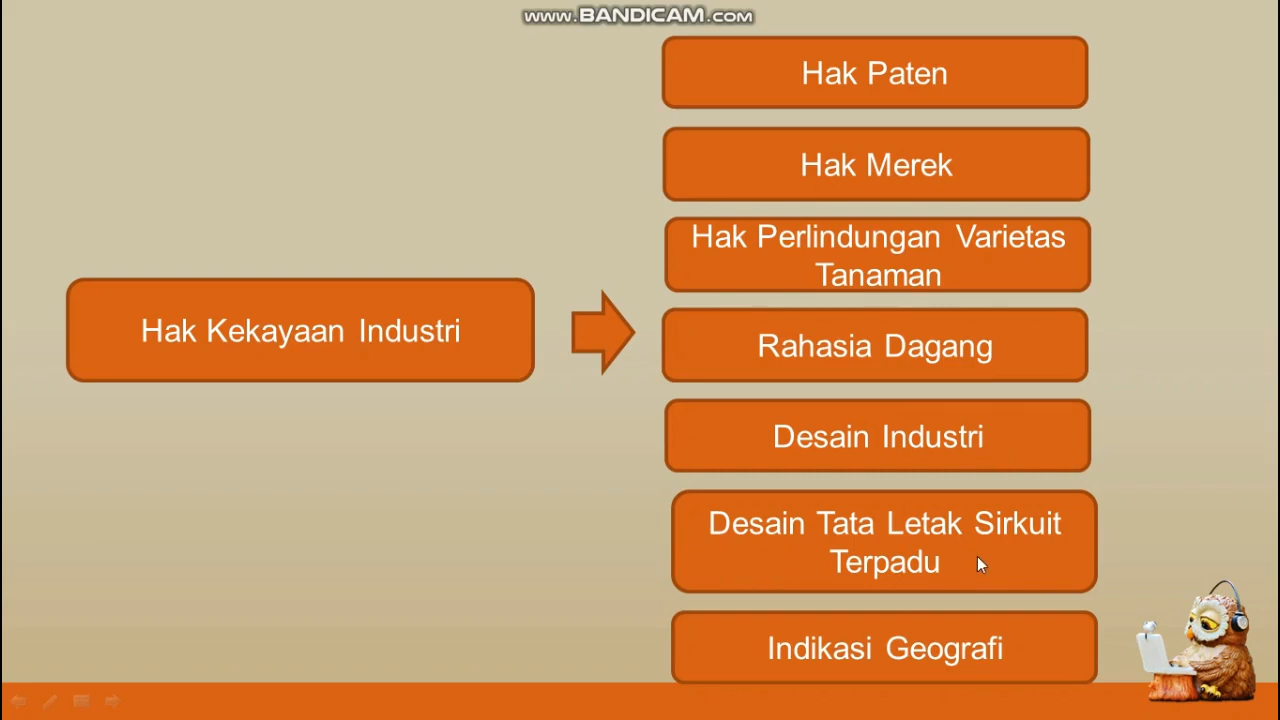 www.BANDICAM.com
Hak Paten
Hak Merek
Hak Perlindungan Varietas
Tanaman
Hak Kekayaan Industri
Rahasia Dagang
Desain Industri
Desain Tata Letak Sirkuit
Terpadu
Indikasi Geografi